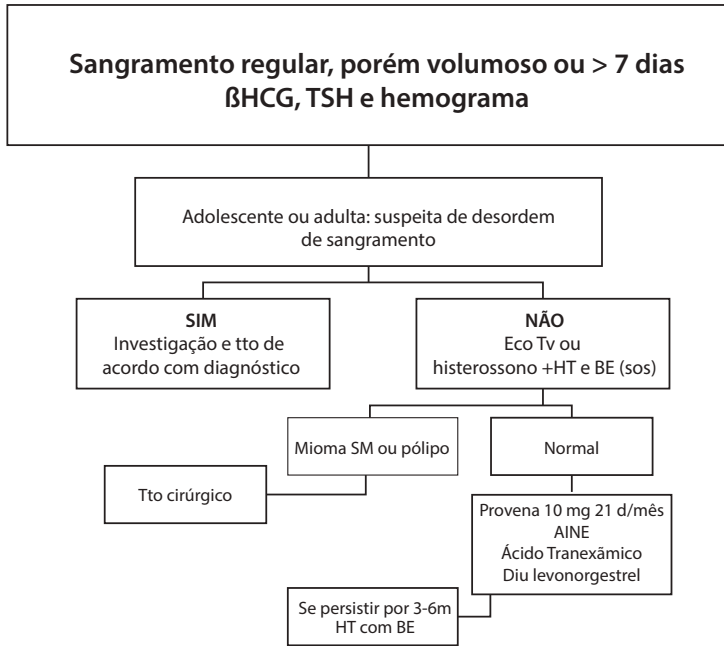 Sangramento regular, porém volumoso ou > 7 dias
ßHCG, TSH e hemograma
Adolescente ou adulta: suspeita de desordem
de sangramento
SIM
Investigação e tto de
acordo com diagnóstico
NÃO
Eco Tv ou
histerossono +HT e BE (sos)
Mioma SM ou pólipo
Normal
Tto cirúrgico
Provena 10 mg 21 d/mês
AINE
Ácido Tranexâmico
Diu levonorgestrel
Se persistir por 3-6m
HT com BE